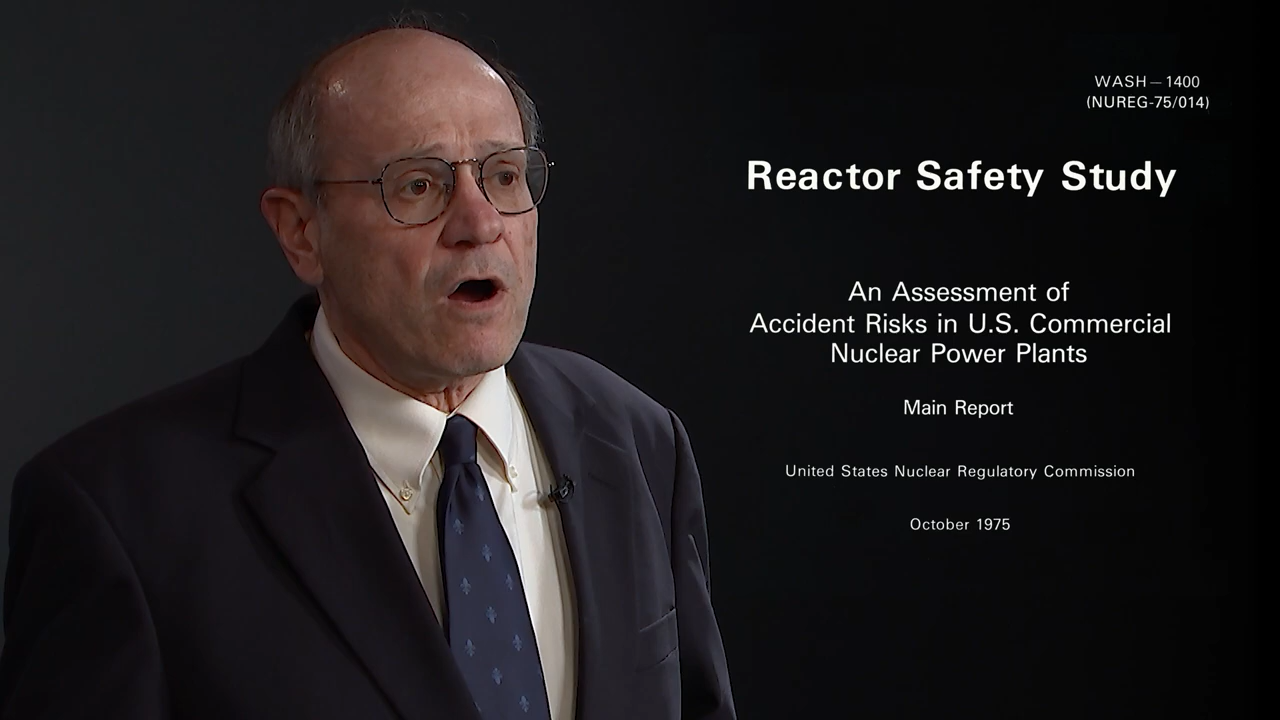 WASH—1400
(NUREG-75/014)
Reactor Safety Study
An Assessment of
Accident Risks in U.S. Commercial
Nuclear Power Plants
Main Report
United States Nuclear Regulatory Commission
October 1975